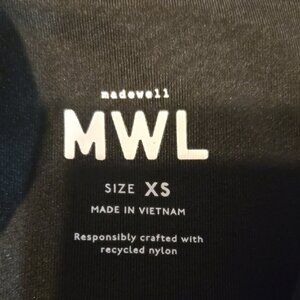 madewell
MWL
SIZE XS
MADE IN VIETNAM
Responsibly crafted with
recycled nylon